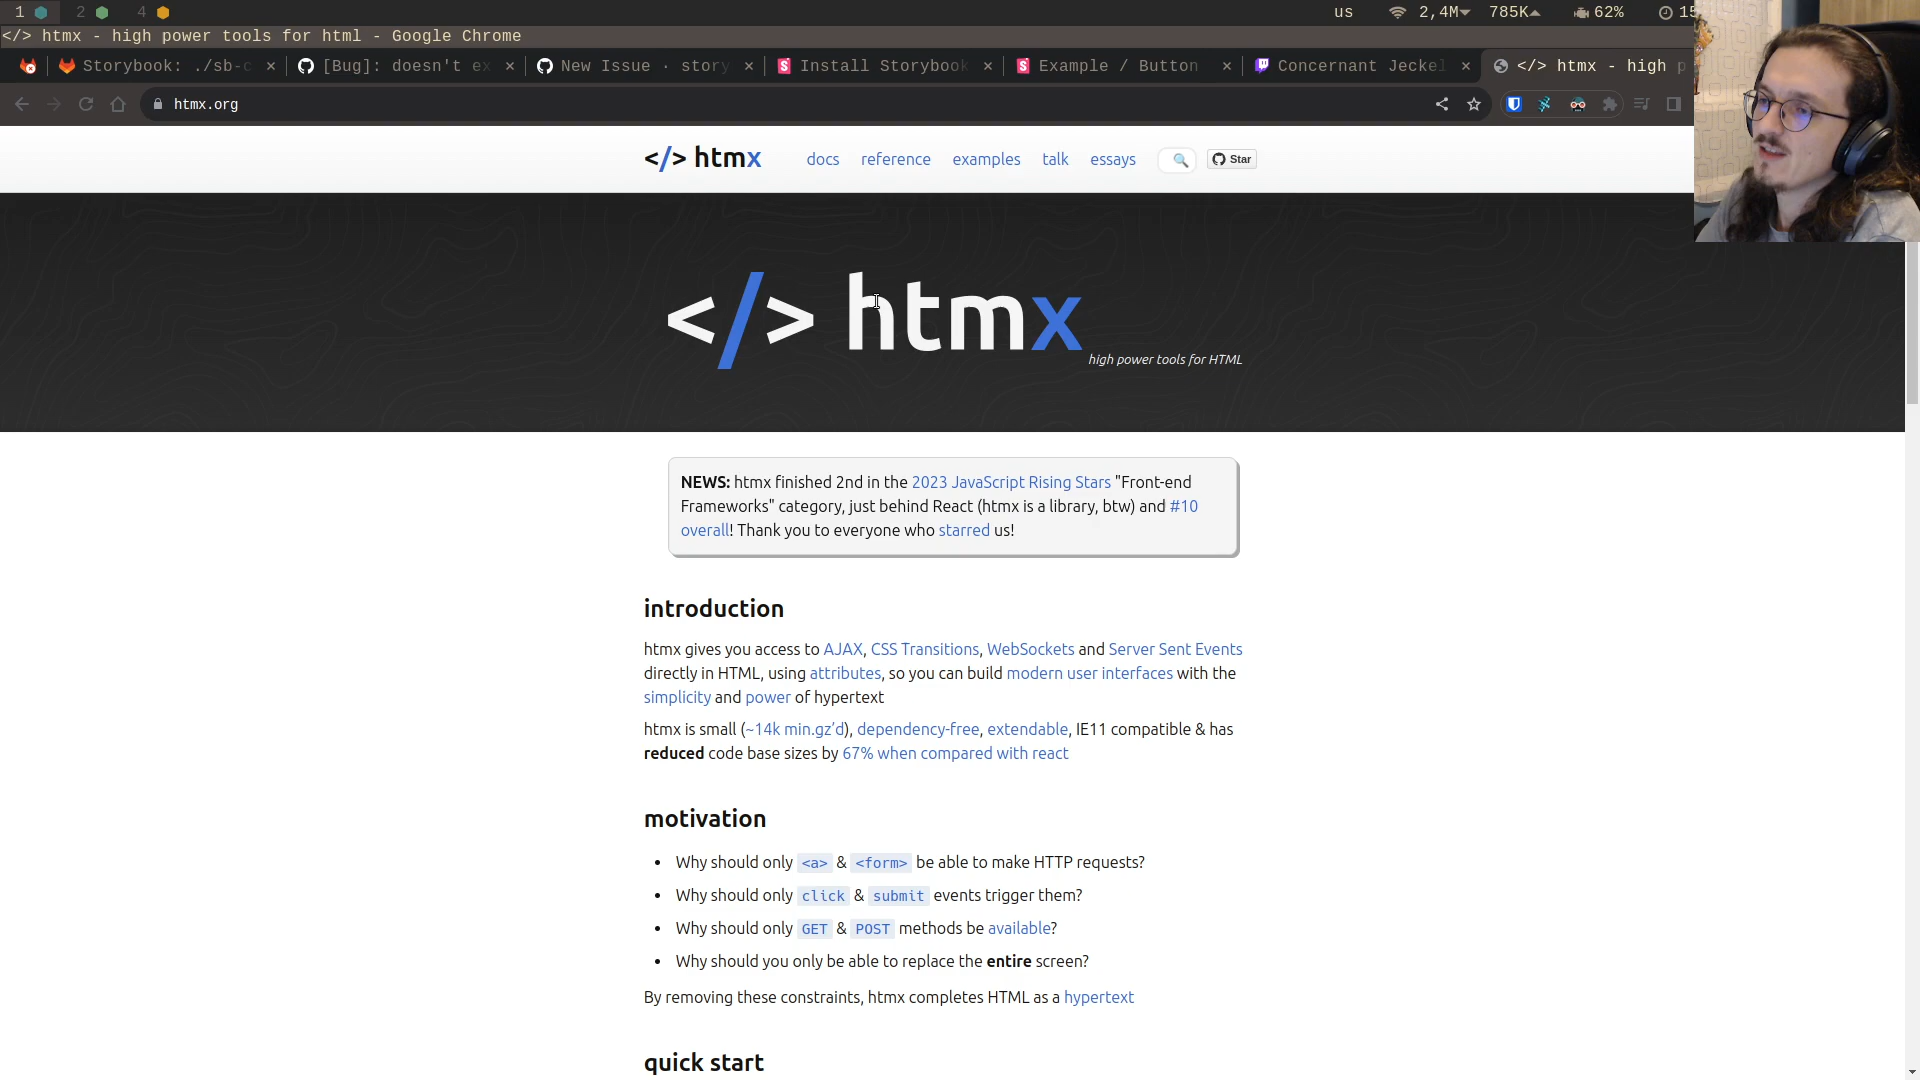 1 2 4 us 2,4M 785K 62% 15
</> htmx - high power tools for html - Google Chrome
Storybook: ./sb-c × [Bug]: doesn't ex × New Issue · story × Install Storybook × Example / Button × Concernant Jeckel × </> htmx - high p
htmx.org
</> htmx docs reference examples talk essays Star
</> htmx
high power tools for HTML
NEWS: htmx finished 2nd in the 2023 JavaScript Rising Stars "Front-end
Frameworks" category, just behind React (htmx is a library, btw) and #10
overall! Thank you to everyone who starred us!
introduction
htmx gives you access to AJAX, CSS Transitions, WebSockets and Server Sent Events
directly in HTML, using attributes, so you can build modern user interfaces with the
simplicity and power of hypertext
htmx is small (~14k min.gz’d), dependency-free, extendable, IE11 compatible & has
reduced code base sizes by 67% when compared with react
motivation
• Why should only <a> & <form> be able to make HTTP requests?
• Why should only click & submit events trigger them?
• Why should only GET & POST methods be available?
• Why should you only be able to replace the entire screen?
By removing these constraints, htmx completes HTML as a hypertext
quick start